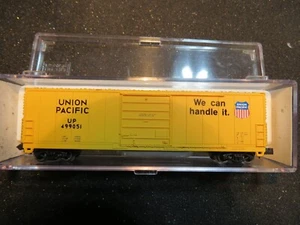 UNION
PACIFIC
UP
499051
We can
handle it.